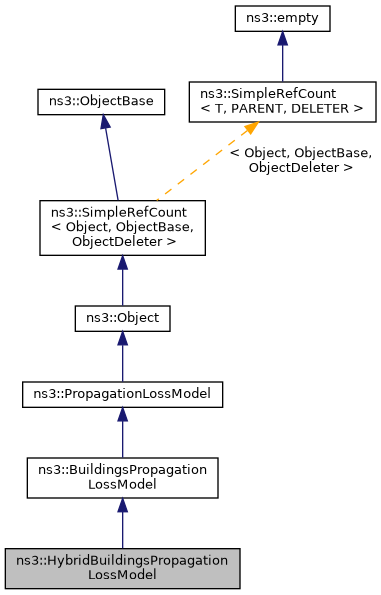 ns3::empty
ns3::SimpleRefCount
< T, PARENT, DELETER >
ns3::ObjectBase
< Object, ObjectBase,
ObjectDeleter >
ns3::SimpleRefCount
< Object, ObjectBase,
ObjectDeleter >
ns3::Object
ns3::PropagationLossModel
ns3::BuildingsPropagation
LossModel
ns3::HybridBuildingsPropagation
LossModel